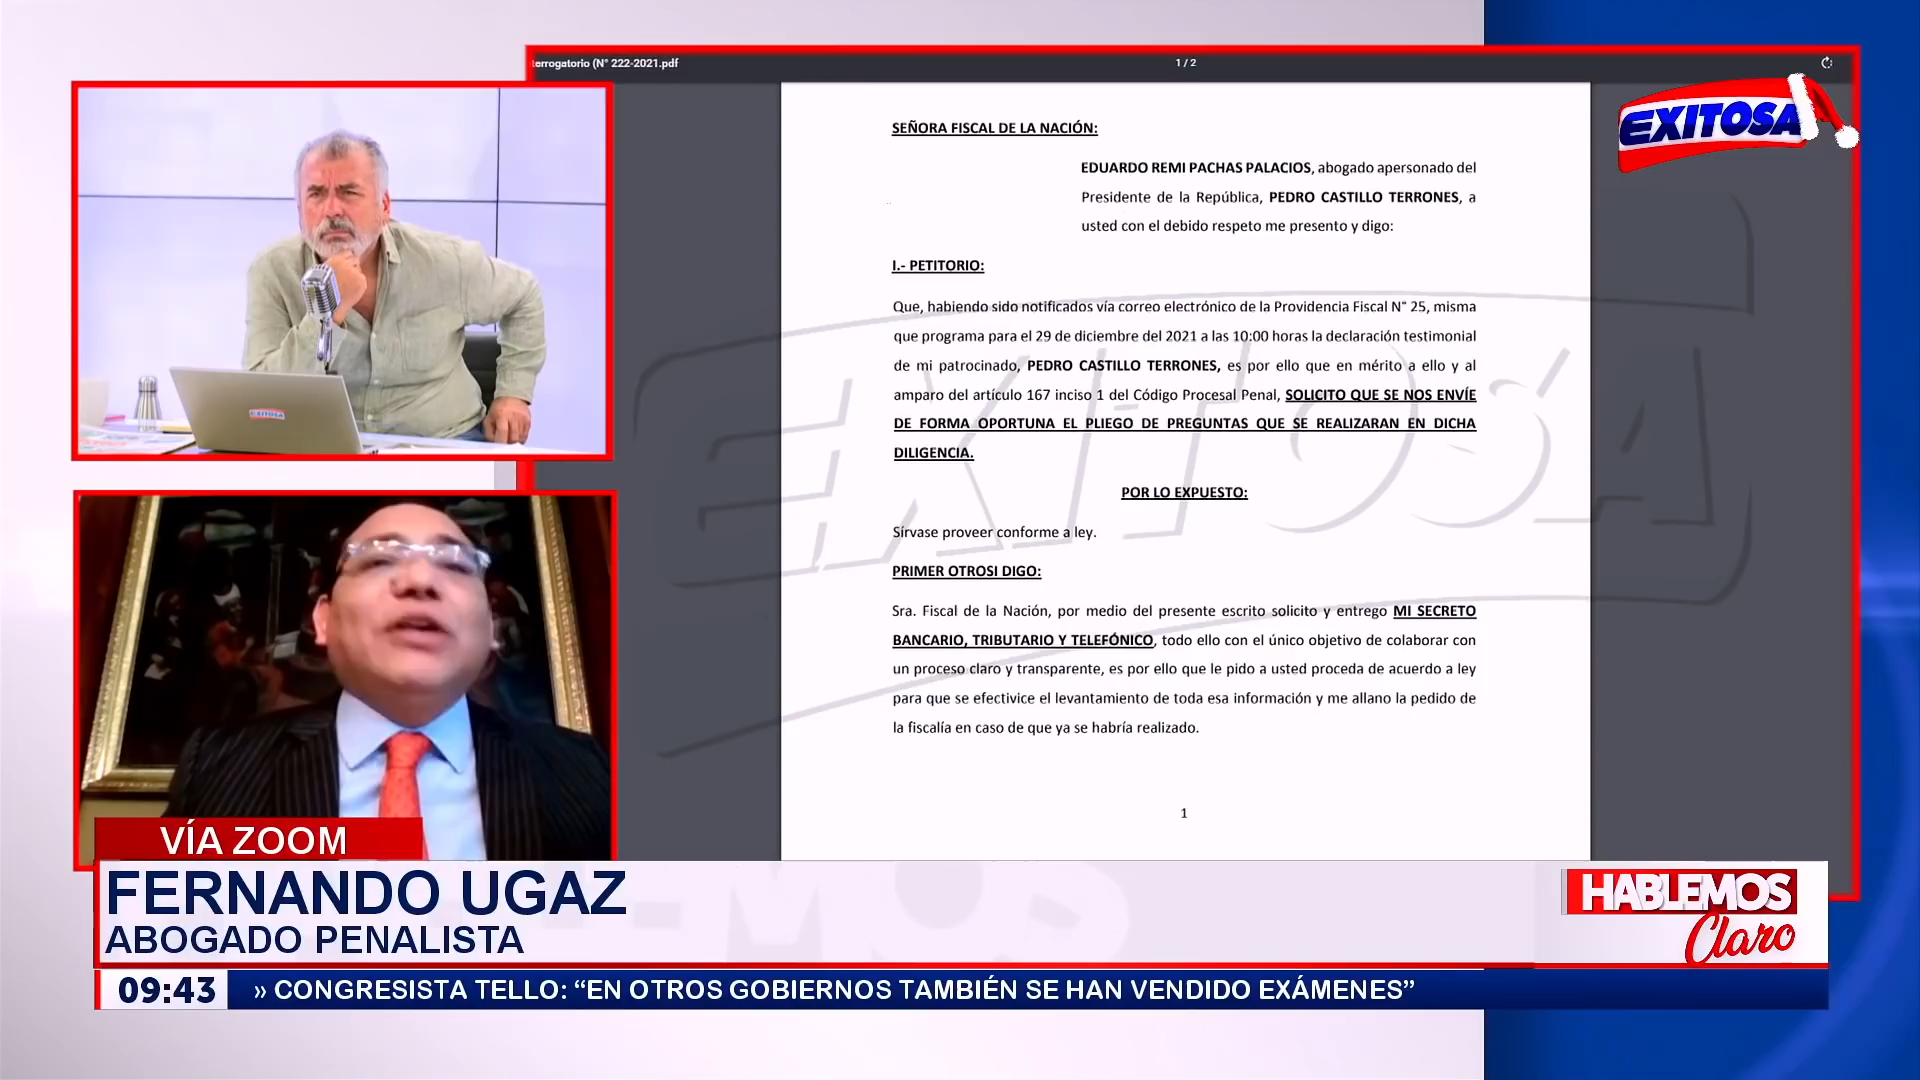 terrogatorio (N° 222-2021.pdf
1 / 2
EXITOSA
SEÑORA FISCAL DE LA NACIÓN:
EDUARDO REMI PACHAS PALACIOS, abogado apersonado del
Presidente de la República, PEDRO CASTILLO TERRONES, a
usted con el debido respeto me presento y digo:
I.- PETITORIO:
Que, habiendo sido notificados vía correo electrónico de la Providencia Fiscal N° 25, misma
que programa para el 29 de diciembre del 2021 a las 10:00 horas la declaración testimonial
de mi patrocinado, PEDRO CASTILLO TERRONES, es por ello que en mérito a ello y al
amparo del artículo 167 inciso 1 del Código Procesal Penal, SOLICITO QUE SE NOS ENVÍE
DE FORMA OPORTUNA EL PLIEGO DE PREGUNTAS QUE SE REALIZARAN EN DICHA
DILIGENCIA.
POR LO EXPUESTO:
Sírvase proveer conforme a ley.
PRIMER OTROSI DIGO:
Sra. Fiscal de la Nación, por medio del presente escrito solicito y entrego MI SECRETO
BANCARIO, TRIBUTARIO Y TELEFÓNICO, todo ello con el único objetivo de colaborar con
un proceso claro y transparente, es por ello que le pido a usted proceda de acuerdo a ley
para que se efectivice el levantamiento de toda esa información y me allano la pedido de
la fiscalía en caso de que ya se habría realizado.
1
EXITOSA
EXITOSA
VÍA ZOOM
FERNANDO UGAZ
ABOGADO PENALISTA
HABLEMOS
Claro
09:43
» CONGRESISTA TELLO: “EN OTROS GOBIERNOS TAMBIÉN SE HAN VENDIDO EXÁMENES”